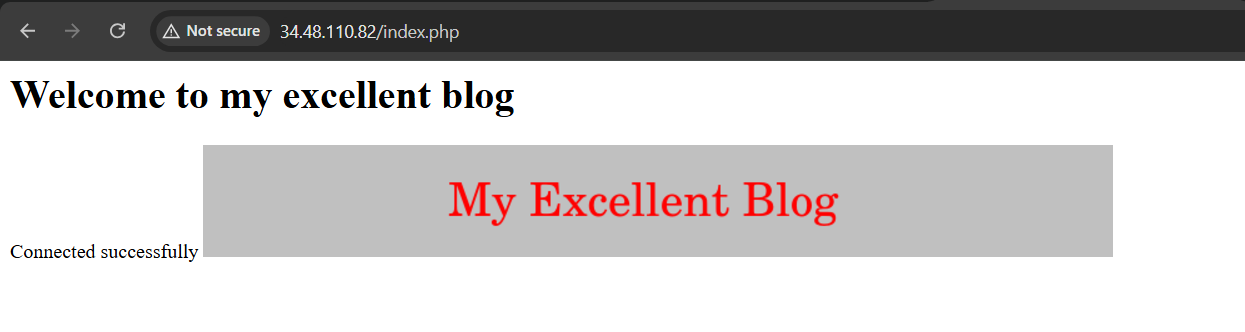 Not secure 34.48.110.82/index.php
Welcome to my excellent blog
My Excellent Blog
Connected successfully